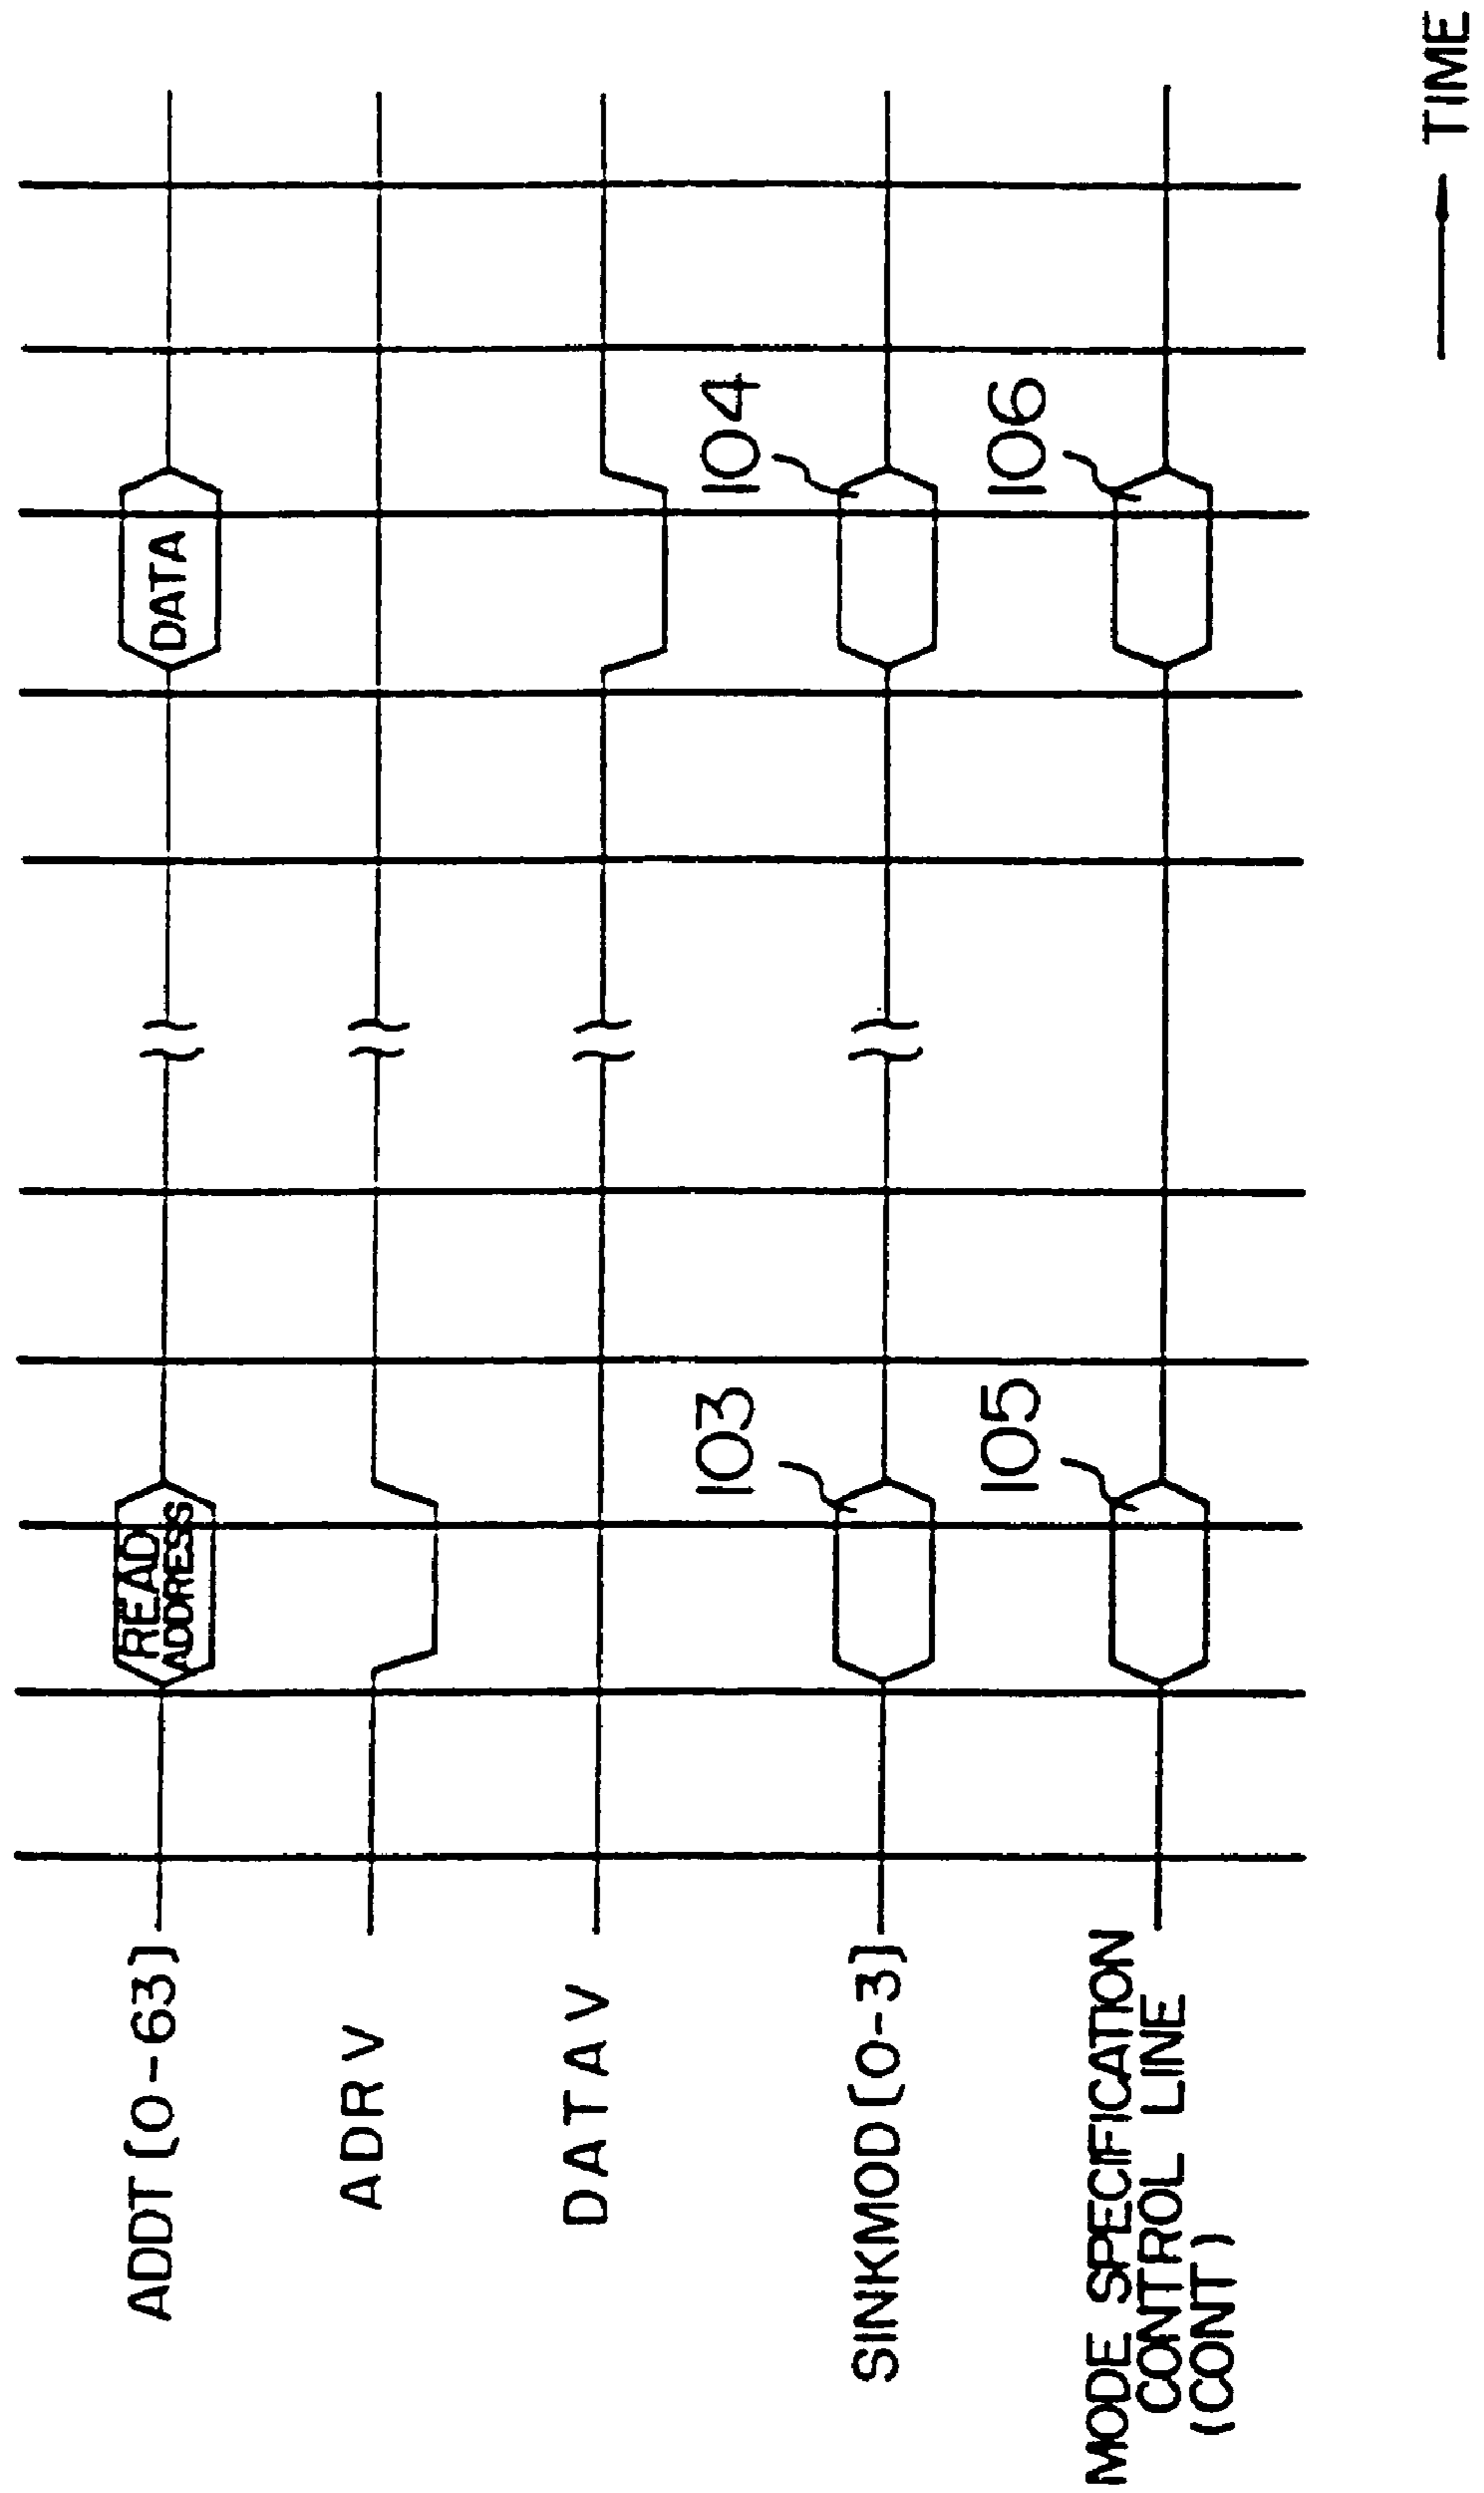 ADDT (0-63)
READ
ADDRESS
DATA
ADRV
DATAV
SINKMOD (0-3)
103
104
MODE SPECIFICATION
CONTROL LINE
(CONT)
105
106
TIME